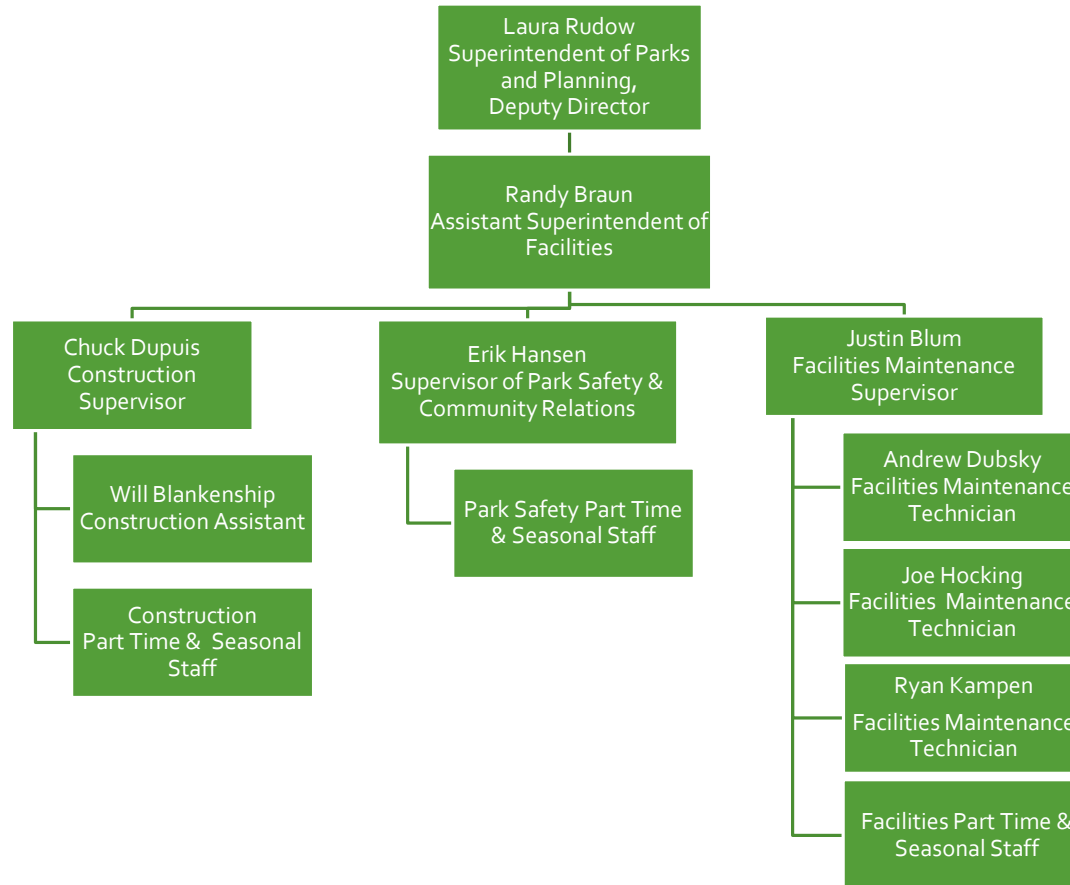 Laura Rudow
Superintendent of Parks
and Planning,
Deputy Director
Randy Braun
Assistant Superintendent of
Facilities
Chuck Dupuis
Construction
Supervisor
Will Blankenship
Construction Assistant
Construction
Part Time & Seasonal
Staff
Erik Hansen
Supervisor of Park Safety &
Community Relations
Park Safety Part Time
& Seasonal Staff
Justin Blum
Facilities Maintenance
Supervisor
Andrew Dubsky
Facilities Maintenance
Technician
Joe Hocking
Facilities Maintenance
Technician
Ryan Kampen
Facilities Maintenance
Technician
Facilities Part Time &
Seasonal Staff